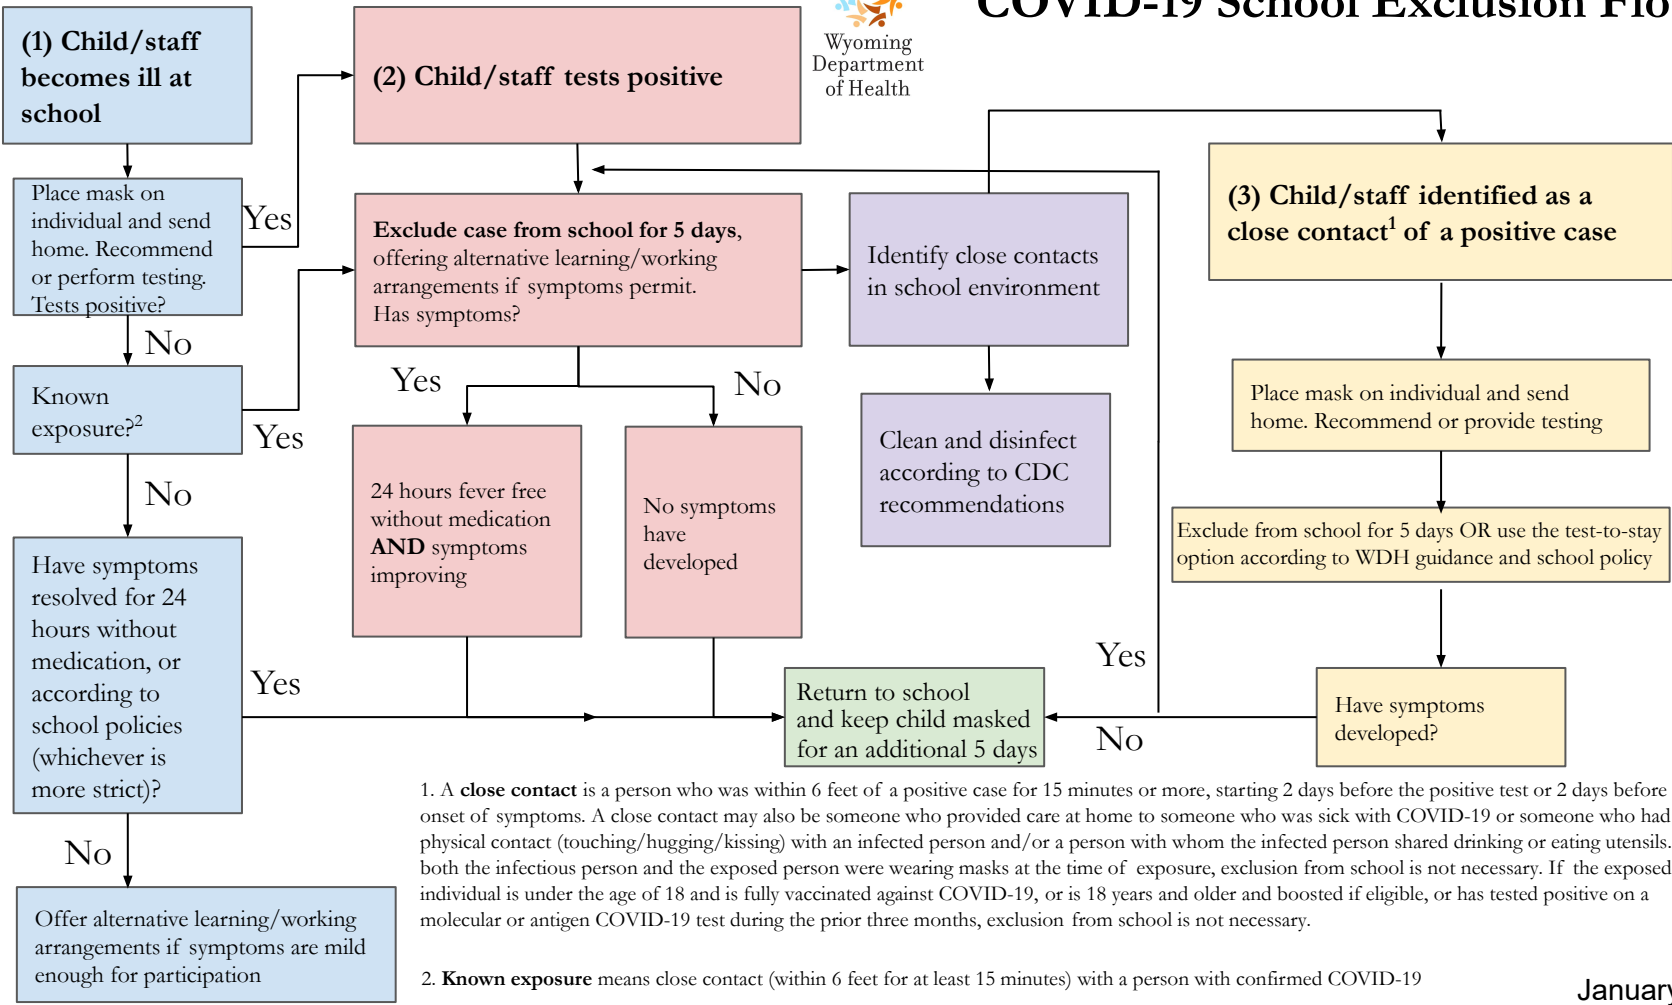 COVID-19 School Exclusion Flo
Wyoming
Department
of Health
(1) Child/staff
becomes ill at
school
Place mask on
individual and send
home. Recommend
or perform testing.
Tests positive?
Yes
No
Known
exposure?2
Yes
No
Have symptoms
resolved for 24
hours without
medication, or
according to
school policies
(whichever is
more strict)?
Yes
No
Offer alternative learning/working
arrangements if symptoms are mild
enough for participation
(2) Child/staff tests positive
Exclude case from school for 5 days,
offering alternative learning/working
arrangements if symptoms permit.
Has symptoms?
Yes
No
24 hours fever free
without medication
AND symptoms
improving
No symptoms
have
developed
Identify close contacts
in school environment
Clean and disinfect
according to CDC
recommendations
Return to school
and keep child masked
for an additional 5 days
(3) Child/staff identified as a
close contact1 of a positive case
Place mask on individual and send
home. Recommend or provide testing
Exclude from school for 5 days OR use the test-to-stay
option according to WDH guidance and school policy
Have symptoms
developed?
Yes
No
1. A close contact is a person who was within 6 feet of a positive case for 15 minutes or more, starting 2 days before the positive test or 2 days before
onset of symptoms. A close contact may also be someone who provided care at home to someone who was sick with COVID-19 or someone who had
physical contact (touching/hugging/kissing) with an infected person and/or a person with whom the infected person shared drinking or eating utensils.
both the infectious person and the exposed person were wearing masks at the time of exposure, exclusion from school is not necessary. If the exposed
individual is under the age of 18 and is fully vaccinated against COVID-19, or is 18 years and older and boosted if eligible, or has tested positive on a
molecular or antigen COVID-19 test during the prior three months, exclusion from school is not necessary.
2. Known exposure means close contact (within 6 feet for at least 15 minutes) with a person with confirmed COVID-19
January